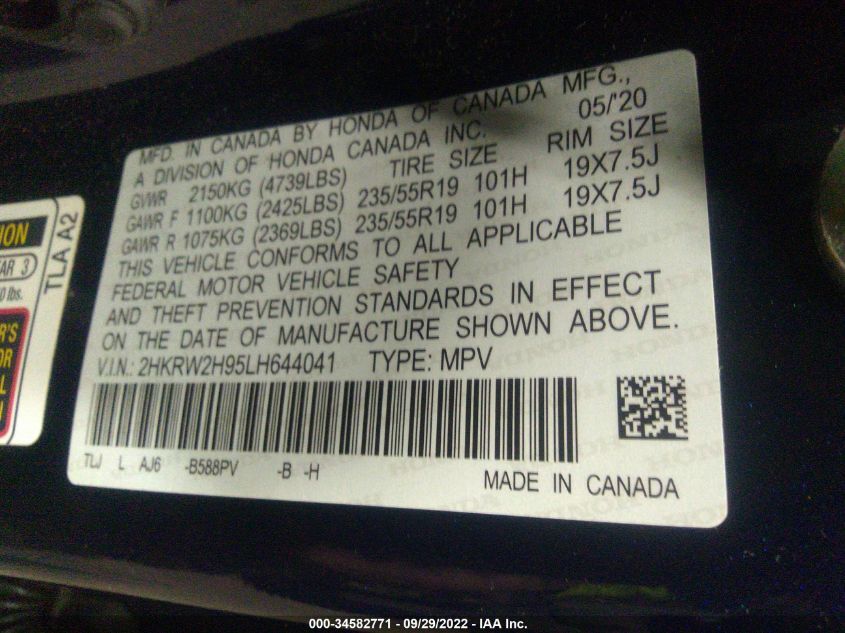 MFD. IN CANADA BY HONDA OF CANADA MFG.,
A DIVISION OF HONDA CANADA INC. 05/'20
GVWR 2150KG (4739LBS) TIRE SIZE RIM SIZE
GAWR F 1100KG (2425LBS) 235/55R19 101H 19X7.5J
GAWR R 1075KG (2369LBS) 235/55R19 101H 19X7.5J
THIS VEHICLE CONFORMS TO ALL APPLICABLE
FEDERAL MOTOR VEHICLE SAFETY
AND THEFT PREVENTION STANDARDS IN EFFECT
ON THE DATE OF MANUFACTURE SHOWN ABOVE.
V.I.N.: 2HKRW2H95LH644041 TYPE: MPV
TLJ L AJ6 -B588PV -B -H
MADE IN CANADA
TLA A2
000-34582771 - 09/29/2022 - IAA Inc.